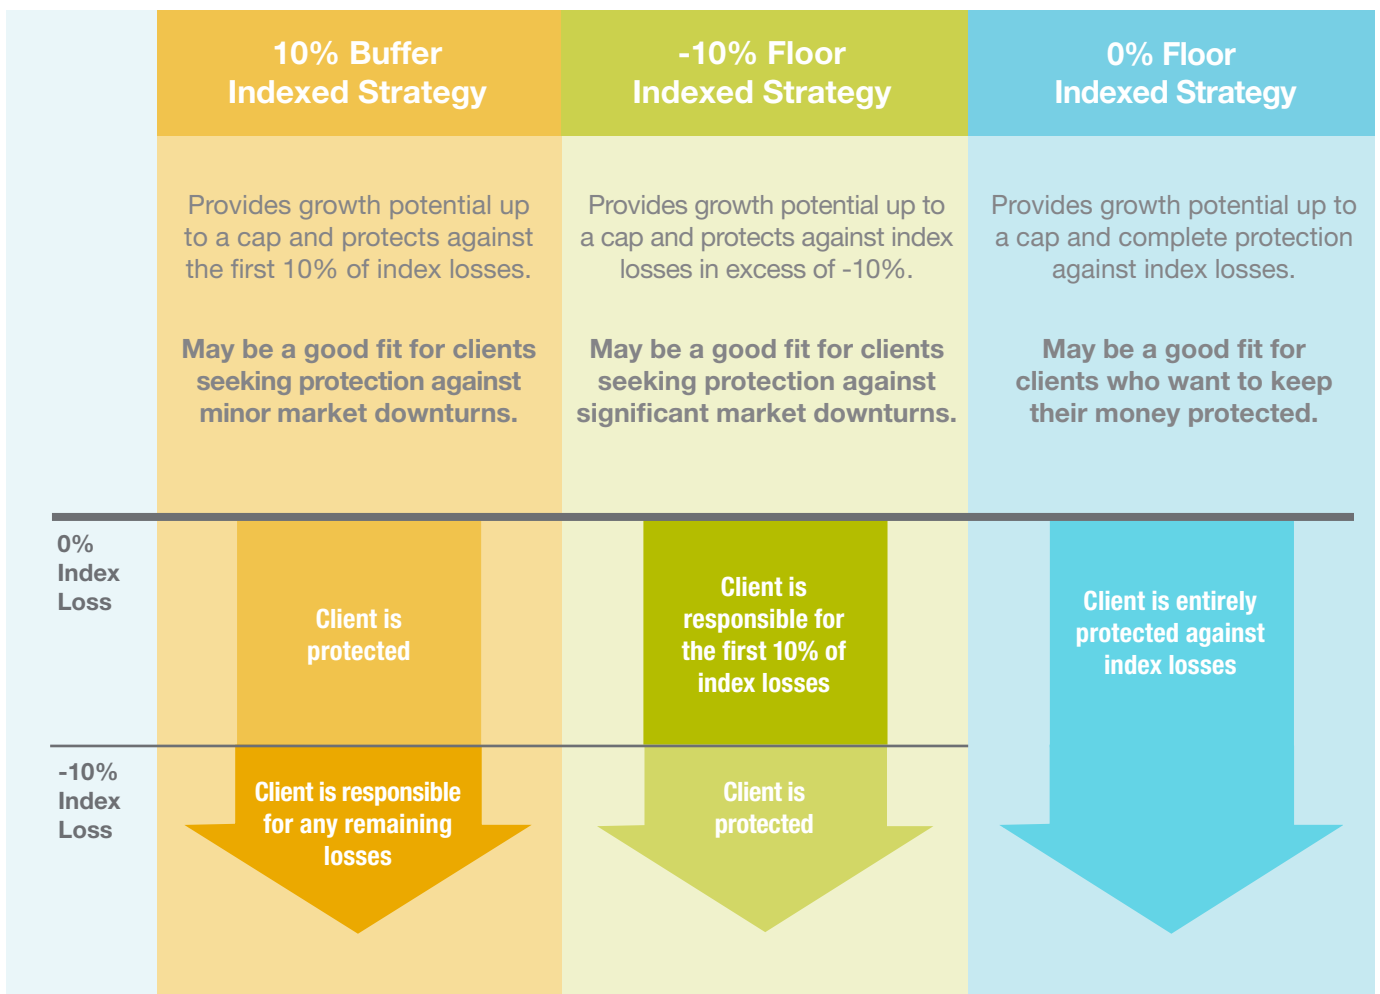 10% Buffer
Indexed Strategy
Provides growth potential up
to a cap and protects against
the first 10% of index losses.
May be a good fit for clients
seeking protection against
minor market downturns.
-10% Floor
Indexed Strategy
Provides growth potential up to
a cap and protects against index
losses in excess of -10%.
May be a good fit for clients
seeking protection against
significant market downturns.
0% Floor
Indexed Strategy
Provides growth potential up to
a cap and complete protection
against index losses.
May be a good fit for
clients who want to keep
their money protected.
0%
Index
Loss
Client is
protected
Client is
responsible for
the first 10% of
index losses
Client is entirely
protected against
index losses
-10%
Index
Loss
Client is responsible
for any remaining
losses
Client is
protected